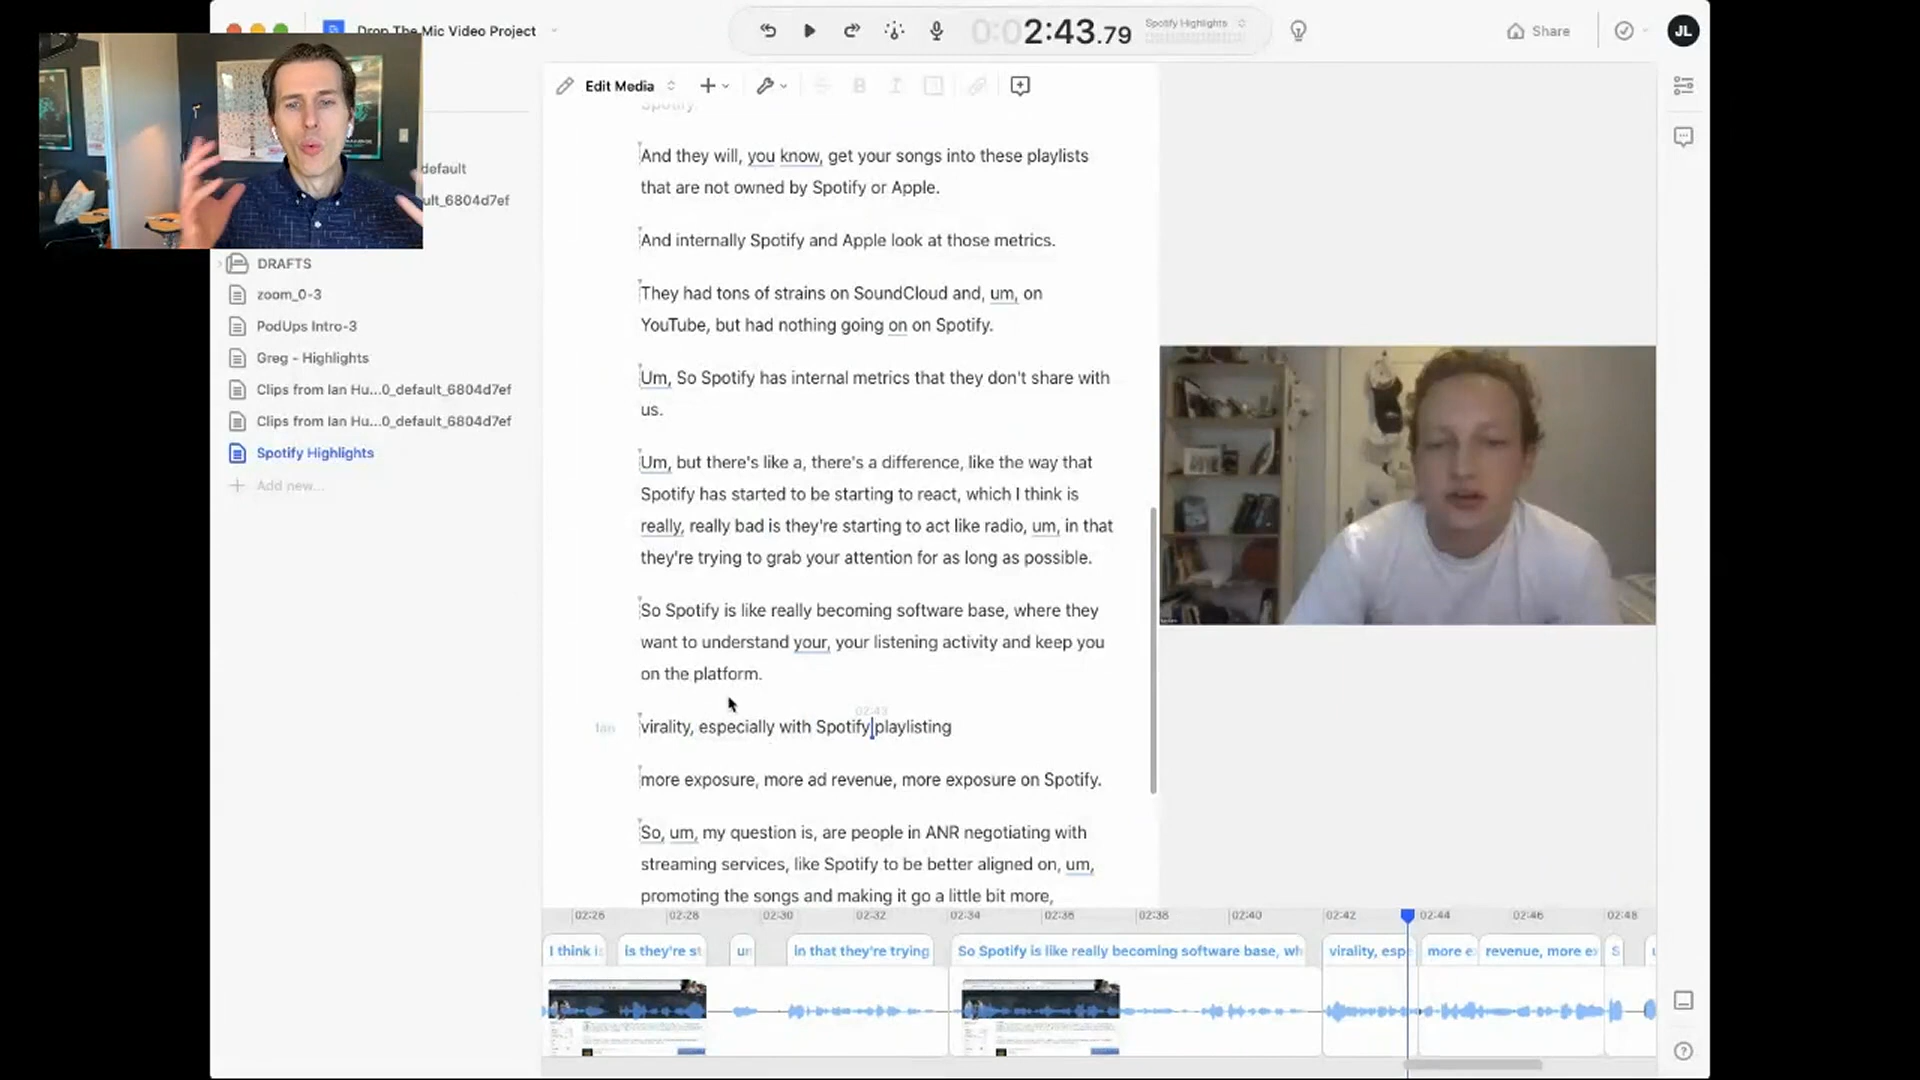 Drop The Mic Video Project
0:02:43.79
Spotify Highlights
Share
JL
Edit Media
B
I
default
ult_6804d7ef
DRAFTS
zoom_0-3
PodUps Intro-3
Greg - Highlights
Clips from Ian Hu...0_default_6804d7ef
Clips from Ian Hu...0_default_6804d7ef
Spotify Highlights
Add new...
Spotify
And they will, you know, get your songs into these playlists
that are not owned by Spotify or Apple.
And internally Spotify and Apple look at those metrics.
They had tons of strains on SoundCloud and, um, on
YouTube, but had nothing going on on Spotify.
Um, So Spotify has internal metrics that they don't share with
us.
Um, but there's like a, there's a difference, like the way that
Spotify has started to be starting to react, which I think is
really, really bad is they're starting to act like radio, um, in that
they're trying to grab your attention for as long as possible.
So Spotify is like really becoming software base, where they
want to understand your, your listening activity and keep you
on the platform.
02:43
Ian
virality, especially with Spotify playlisting
more exposure, more ad revenue, more exposure on Spotify.
So, um, my question is, are people in ANR negotiating with
streaming services, like Spotify to be better aligned on, um,
promoting the songs and making it go a little bit more,
02:26 02:28 02:30 02:32 02:34 02:36 02:38 02:40 02:42 02:44 02:46 02:48
I think i is they're st un in that they're trying So Spotify is like really becoming software base, wh virality, esp more e revenue, more e S